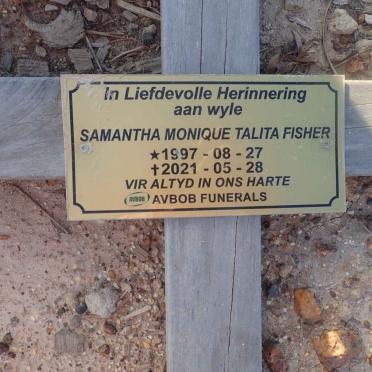 In Liefdevolle Herinnering
aan wyle
SAMANTHA MONIQUE TALITA FISHER
★1997 - 08 - 27
✝2021 - 05 - 28
VIR ALTYD IN ONS HARTE
AVBOB AVBOB FUNERALS